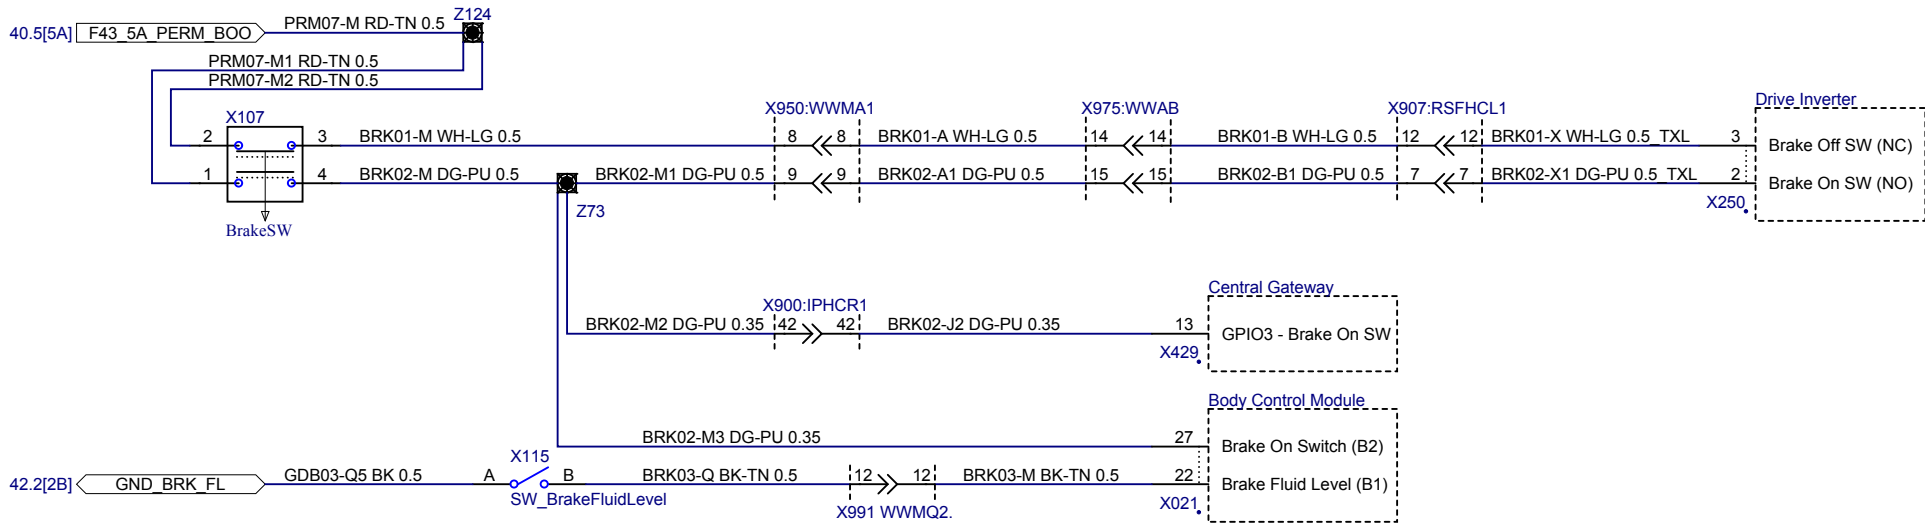 40.5[5A] F43_5A_PERM_BOO PRM07-M RD-TN 0.5 Z124
PRM07-M1 RD-TN 0.5
PRM07-M2 RD-TN 0.5
X107
X950:WWMA1 X975:WWAB X907:RSFHCL1 Drive Inverter
2 3 BRK01-M WH-LG 0.5 8 8 BRK01-A WH-LG 0.5 14 14 BRK01-B WH-LG 0.5 12 12 BRK01-X WH-LG 0.5_TXL 3 Brake Off SW (NC)
1 4 BRK02-M DG-PU 0.5 BRK02-M1 DG-PU 0.5 9 9 BRK02-A1 DG-PU 0.5 15 15 BRK02-B1 DG-PU 0.5 7 7 BRK02-X1 DG-PU 0.5_TXL 2 Brake On SW (NO)
Z73 X250
BrakeSW
Central Gateway
X900:IPHCR1
BRK02-M2 DG-PU 0.35 42 42 BRK02-J2 DG-PU 0.35 13 GPIO3 - Brake On SW
X429
Body Control Module
BRK02-M3 DG-PU 0.35 27 Brake On Switch (B2)
X115
42.2[2B] GND_BRK_FL GDB03-Q5 BK 0.5 A B BRK03-Q BK-TN 0.5 12 12 BRK03-M BK-TN 0.5 22 Brake Fluid Level (B1)
SW_BrakeFluidLevel
X991 WWMQ2. X021